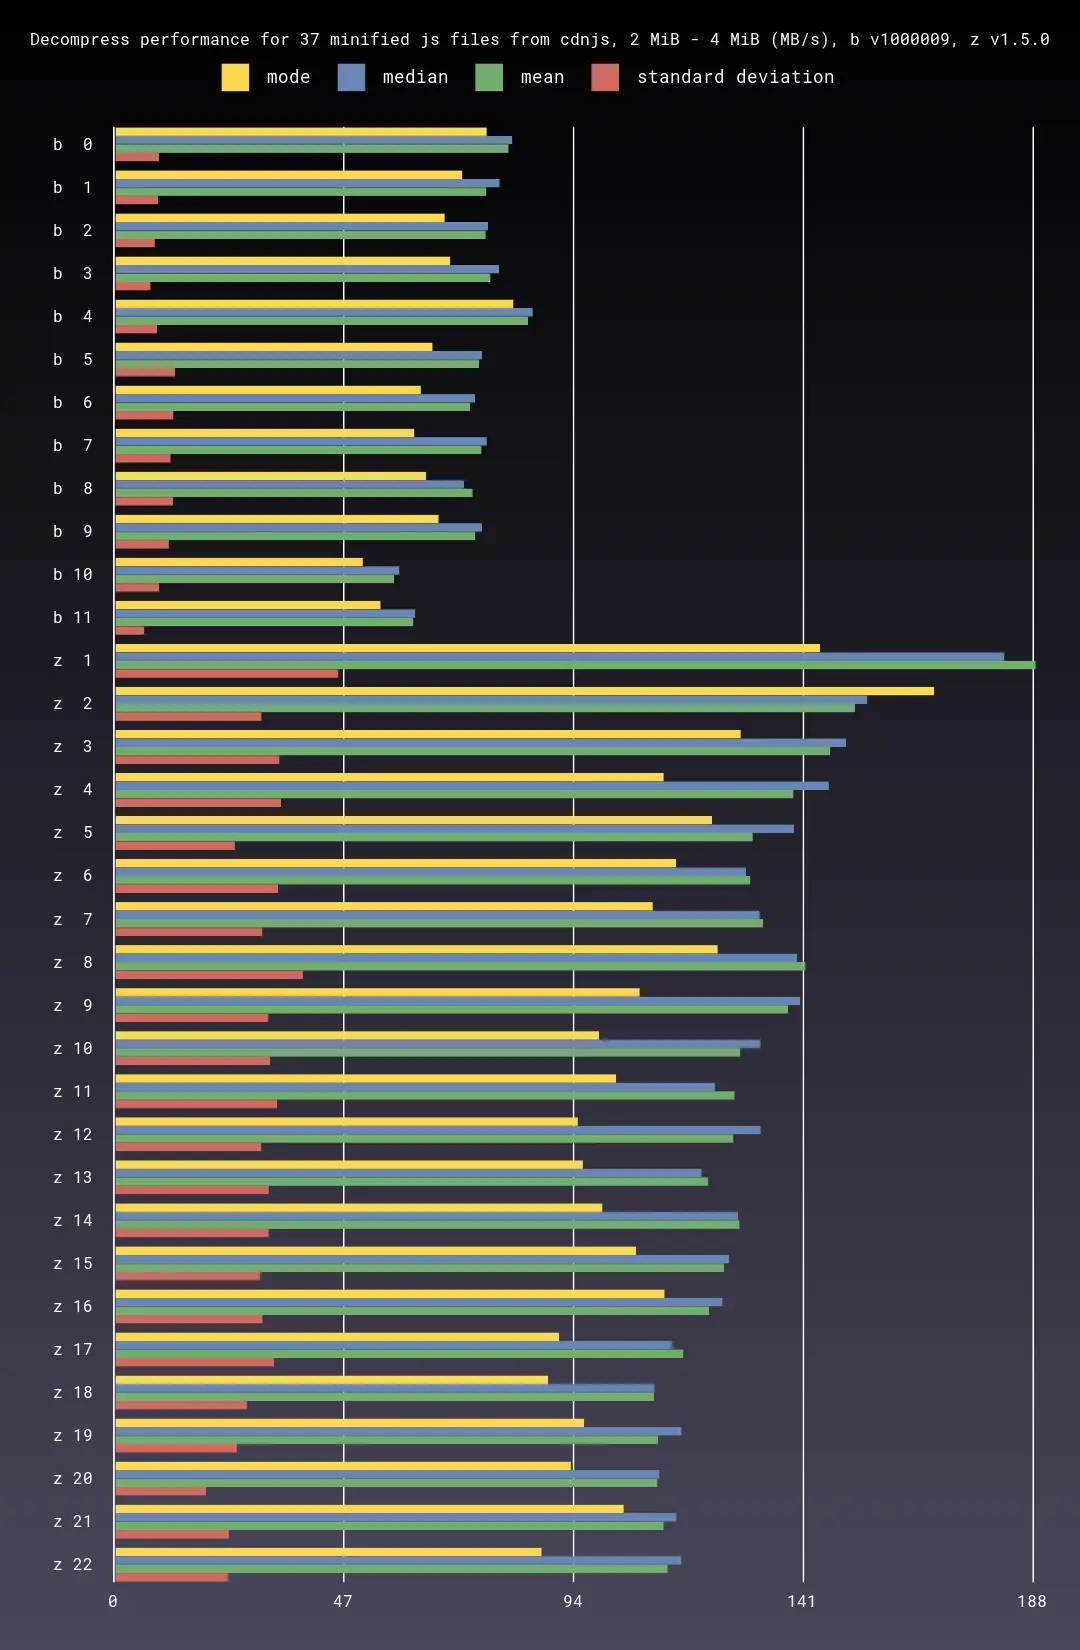 Decompress performance for 37 minified js files from cdnjs, 2 MiB - 4 MiB (MB/s), b v1000009, z v1.5.0
mode median mean standard deviation
b 0
b 1
b 2
b 3
b 4
b 5
b 6
b 7
b 8
b 9
b 10
b 11
z 1
z 2
z 3
z 4
z 5
z 6
z 7
z 8
z 9
z 10
z 11
z 12
z 13
z 14
z 15
z 16
z 17
z 18
z 19
z 20
z 21
z 22
0 47 94 141 188